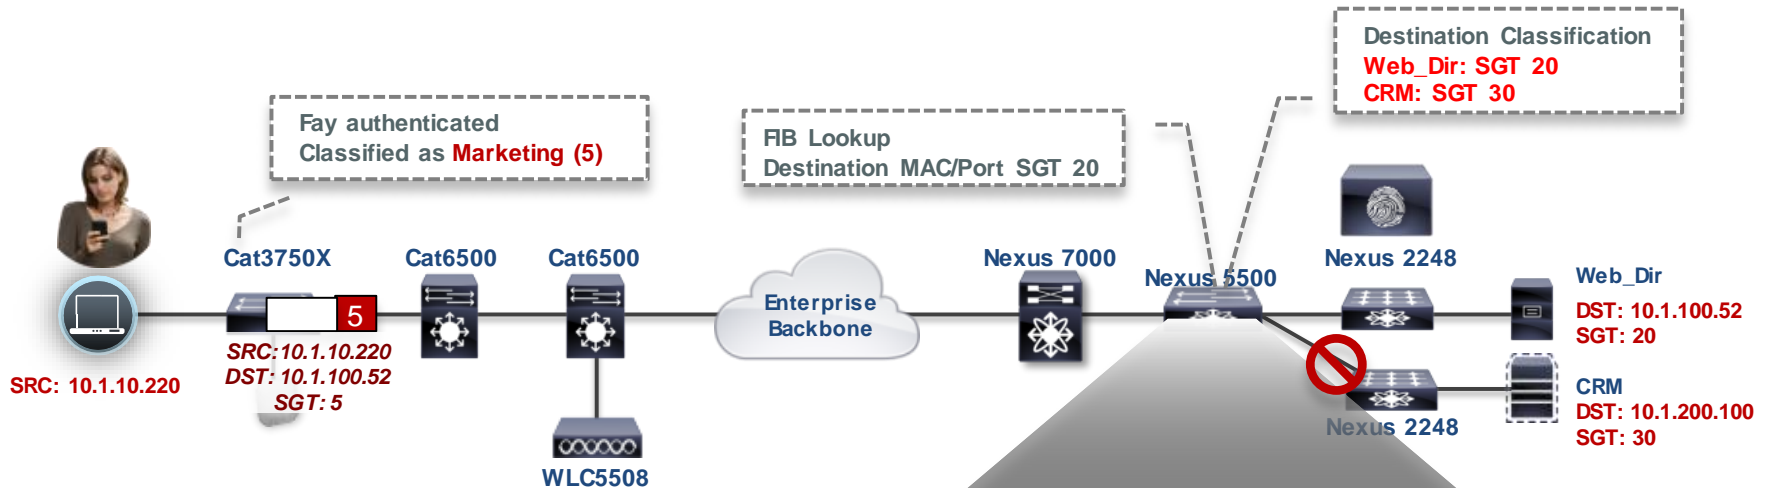 Destination Classification
Web_Dir: SGT 20
CRM: SGT 30
Fay authenticated
Classified as Marketing (5)
FIB Lookup
Destination MAC/Port SGT 20
Cat3750X
Cat6500
Cat6500
Nexus 7000
Nexus 5500
Nexus 2248
Web_Dir
DST: 10.1.100.52
SGT: 20
Enterprise
Backbone
5
SRC:10.1.10.220
DST: 10.1.100.52
SGT: 5
SRC: 10.1.10.220
CRM
DST: 10.1.200.100
SGT: 30
Nexus 2248
WLC5508